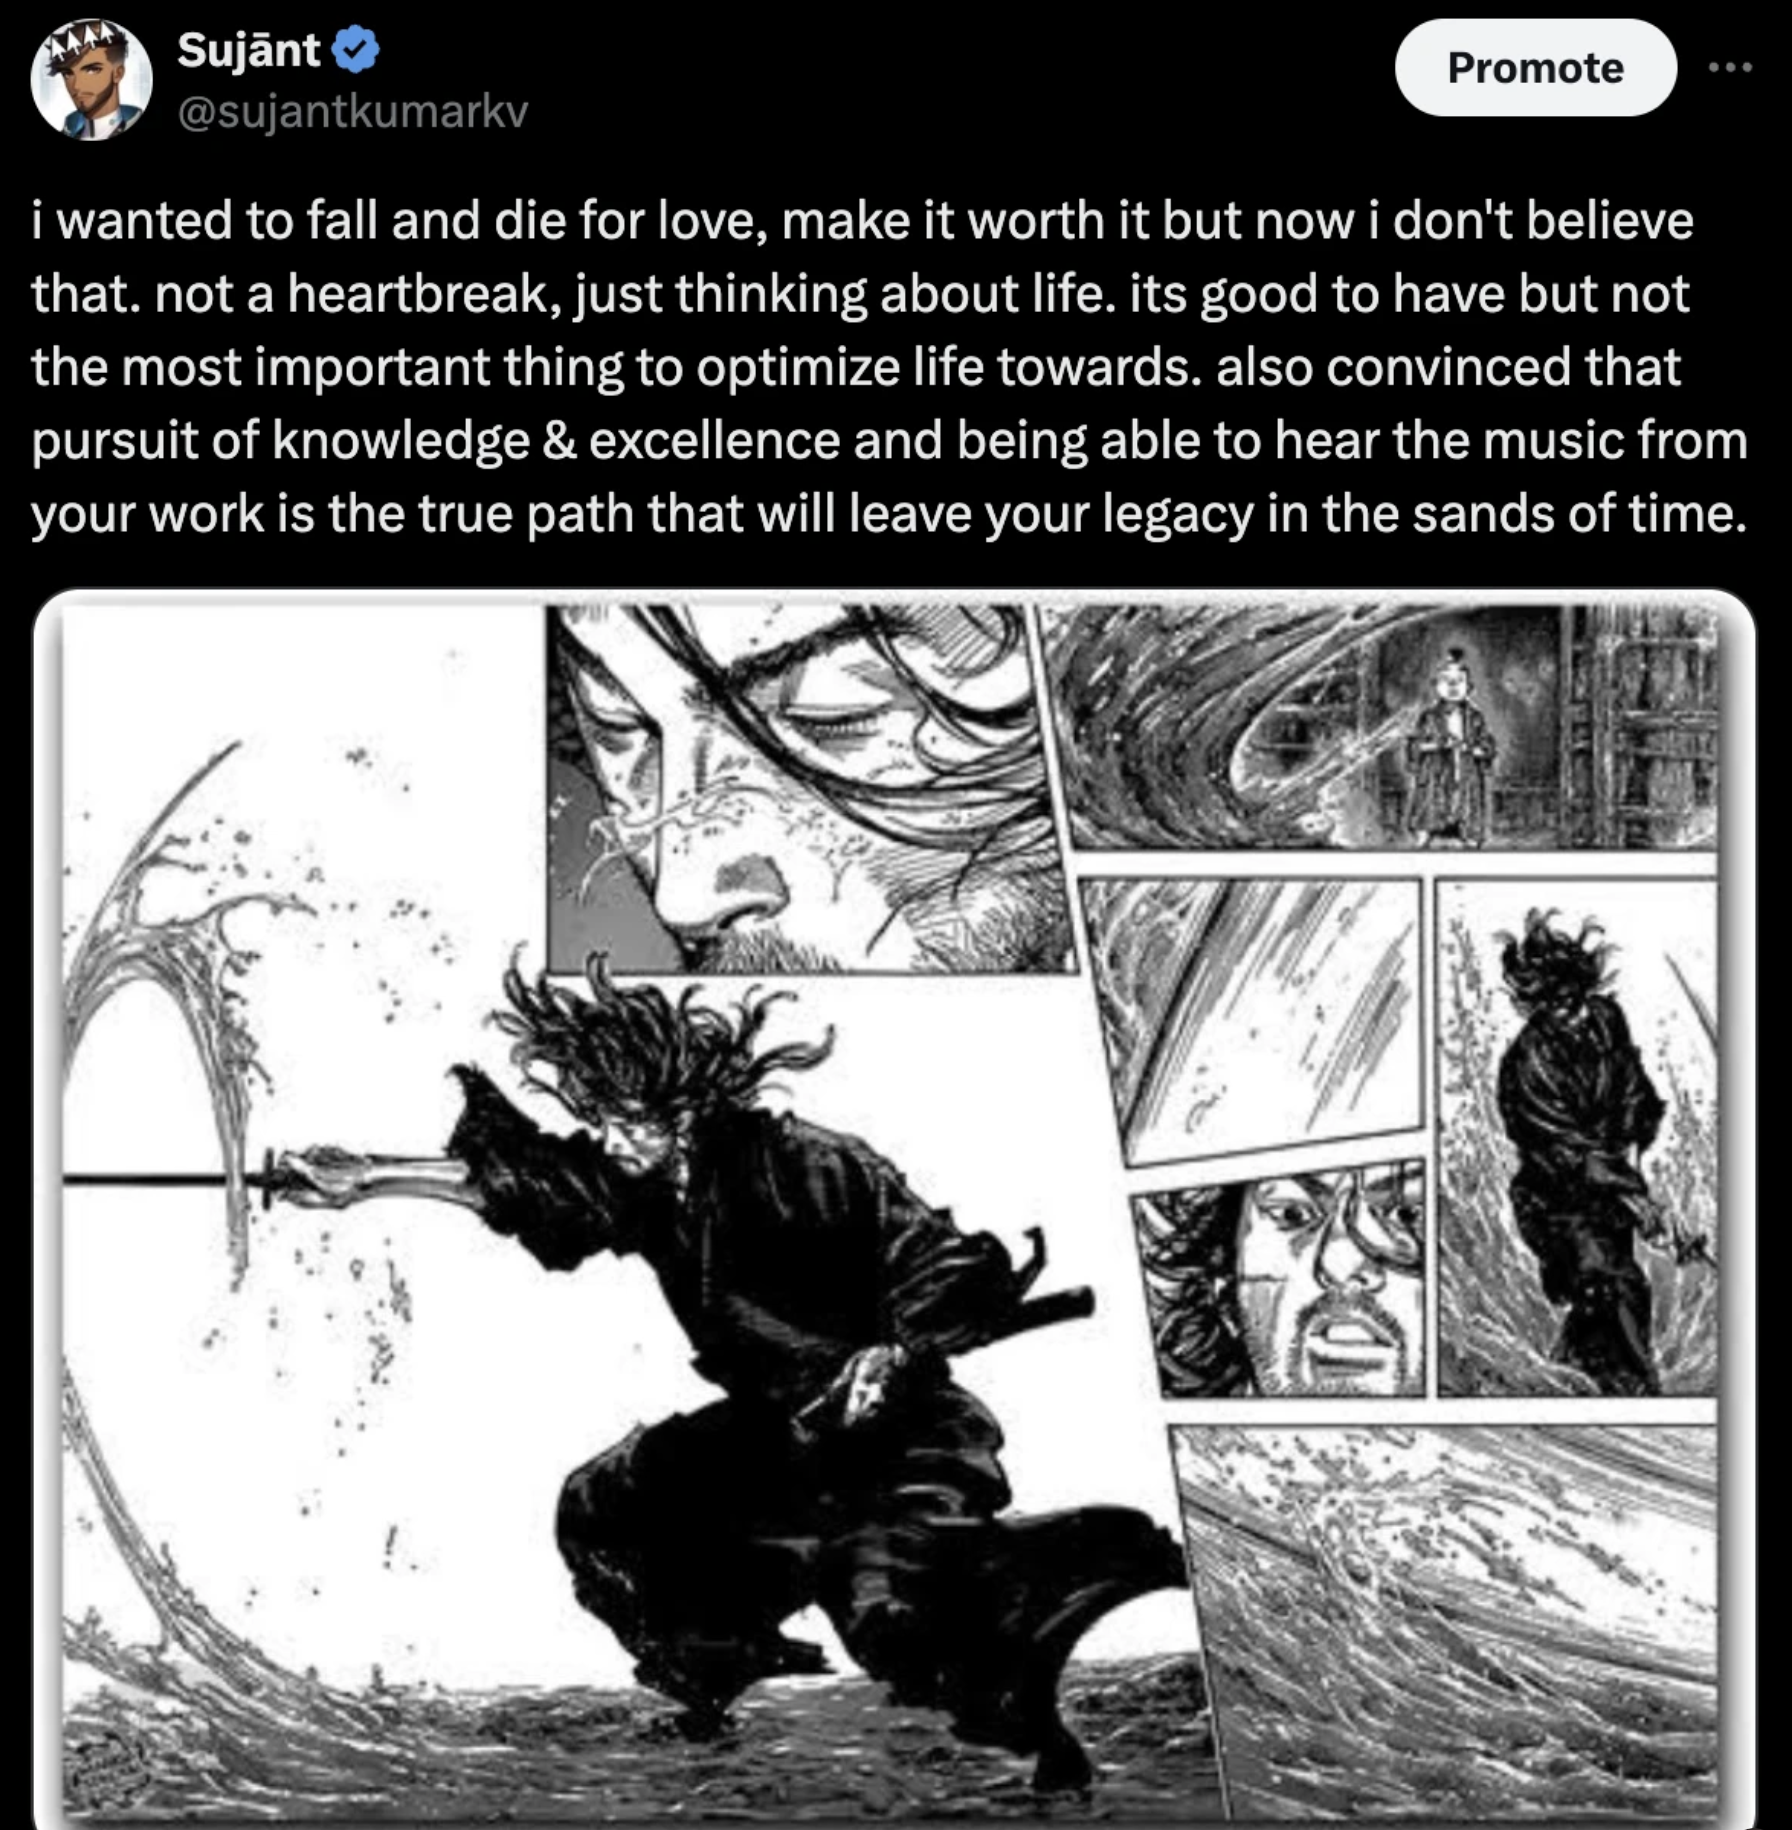 Sujānt
@sujantkumarkv
Promote
i wanted to fall and die for love, make it worth it but now i don't believe
that. not a heartbreak, just thinking about life. its good to have but not
the most important thing to optimize life towards. also convinced that
pursuit of knowledge & excellence and being able to hear the music from
your work is the true path that will leave your legacy in the sands of time.